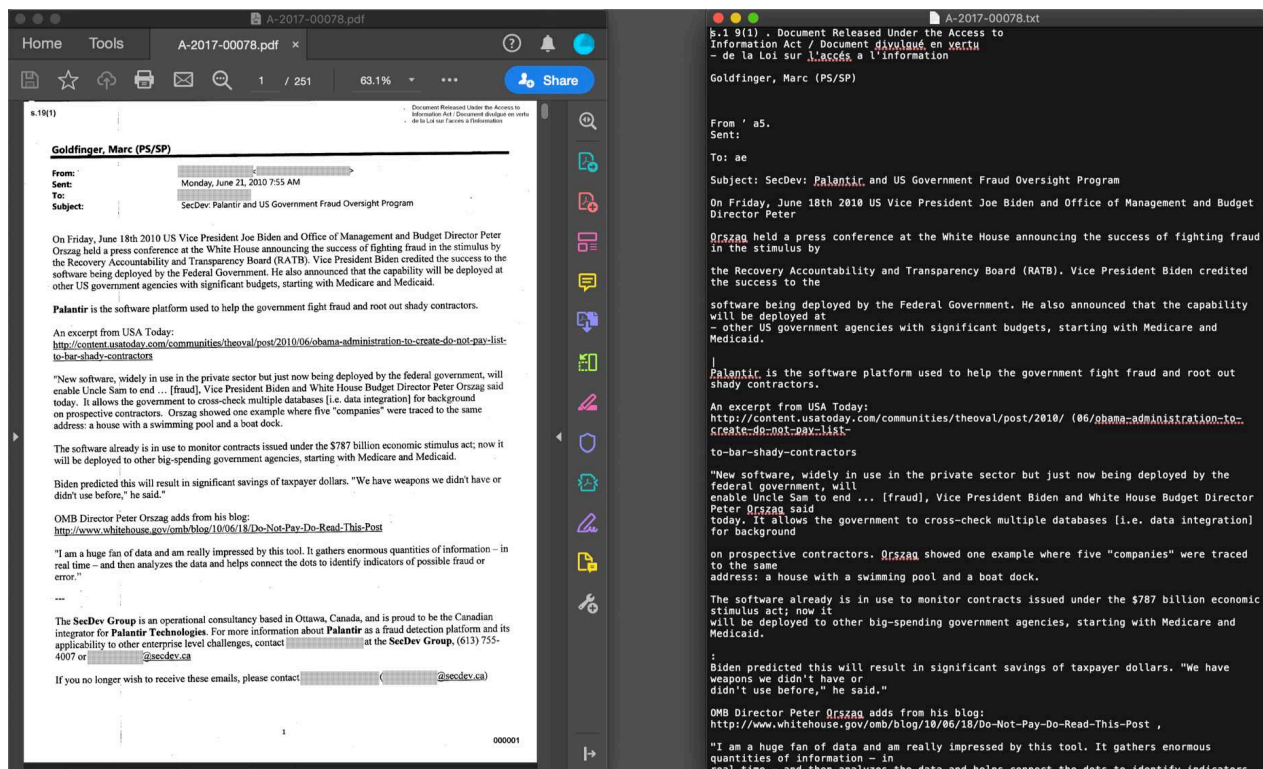 A-2017-00078.pdf
Home
Tools
A-2017-00078.pdf ×
1 / 251
63.1%
Share
s.19(1)
Document Released Under the Access to
Information Act / Document divulgué en vertu
de la Loi sur l'accès à l'information
Goldfinger, Marc (PS/SP)
From:
Sent: Monday, June 21, 2010 7:55 AM
To:
Subject: SecDev: Palantir and US Government Fraud Oversight Program
On Friday, June 18th 2010 US Vice President Joe Biden and Office of Management and Budget Director Peter
Orszag held a press conference at the White House announcing the success of fighting fraud in the stimulus by
the Recovery Accountability and Transparency Board (RATB). Vice President Biden credited the success to the
software being deployed by the Federal Government. He also announced that the capability will be deployed at
other US government agencies with significant budgets, starting with Medicare and Medicaid.
Palantir is the software platform used to help the government fight fraud and root out shady contractors.
An excerpt from USA Today:
http://content.usatoday.com/communities/theoval/post/2010/06/obama-administration-to-create-do-not-pay-list-
to-bar-shady-contractors
"New software, widely in use in the private sector but just now being deployed by the federal government, will
enable Uncle Sam to end ... [fraud], Vice President Biden and White House Budget Director Peter Orszag said
today. It allows the government to cross-check multiple databases [i.e. data integration] for background
on prospective contractors. Orszag showed one example where five "companies" were traced to the same
address: a house with a swimming pool and a boat dock.
The software already is in use to monitor contracts issued under the $787 billion economic stimulus act; now it
will be deployed to other big-spending government agencies, starting with Medicare and Medicaid.
Biden predicted this will result in significant savings of taxpayer dollars. "We have weapons we didn't have or
didn't use before," he said."
OMB Director Peter Orszag adds from his blog:
http://www.whitehouse.gov/omb/blog/10/06/18/Do-Not-Pay-Do-Read-This-Post
"I am a huge fan of data and am really impressed by this tool. It gathers enormous quantities of information – in
real time – and then analyzes the data and helps connect the dots to identify indicators of possible fraud or
error."
---
The SecDev Group is an operational consultancy based in Ottawa, Canada, and is proud to be the Canadian
integrator for Palantir Technologies. For more information about Palantir as a fraud detection platform and its
applicability to other enterprise level challenges, contact at the SecDev Group, (613) 755-
4007 or @secdev.ca
If you no longer wish to receive these emails, please contact ( @secdev.ca)
1
000001
A-2017-00078.txt
s.1 9(1) . Document Released Under the Access to
Information Act / Document divulgué en vertu
– de la Loi sur l'accés a l'information
Goldfinger, Marc (PS/SP)
From ' a5.
Sent:
To: ae
Subject: SecDev: Palantir and US Government Fraud Oversight Program
On Friday, June 18th 2010 US Vice President Joe Biden and Office of Management and Budget
Director Peter
Orszag held a press conference at the White House announcing the success of fighting fraud
in the stimulus by
the Recovery Accountability and Transparency Board (RATB). Vice President Biden credited
the success to the
software being deployed by the Federal Government. He also announced that the capability
will be deployed at
– other US government agencies with significant budgets, starting with Medicare and
Medicaid.
|
Palantir is the software platform used to help the government fight fraud and root out
shady contractors.
An excerpt from USA Today:
http://content.usatoday.com/communities/theoval/post/2010/ (06/obama-administration-to-
create-do-not-pay-list-
to-bar-shady-contractors
"New software, widely in use in the private sector but just now being deployed by the
federal government, will
enable Uncle Sam to end ... [fraud], Vice President Biden and White House Budget Director
Peter Orszag said
today. It allows the government to cross-check multiple databases [i.e. data integration]
for background
on prospective contractors. Orszag showed one example where five "companies" were traced
to the same
address: a house with a swimming pool and a boat dock.
The software already is in use to monitor contracts issued under the $787 billion economic
stimulus act; now it
will be deployed to other big-spending government agencies, starting with Medicare and
Medicaid.
:
Biden predicted this will result in significant savings of taxpayer dollars. "We have
weapons we didn't have or
didn't use before," he said."
OMB Director Peter Orszag adds from his blog:
http://www.whitehouse.gov/omb/blog/10/06/18/Do-Not-Pay-Do-Read-This-Post ,
"I am a huge fan of data and am really impressed by this tool. It gathers enormous
quantities of information – in
real time – and then analyzes the data and helps connect the dots to identify indicators